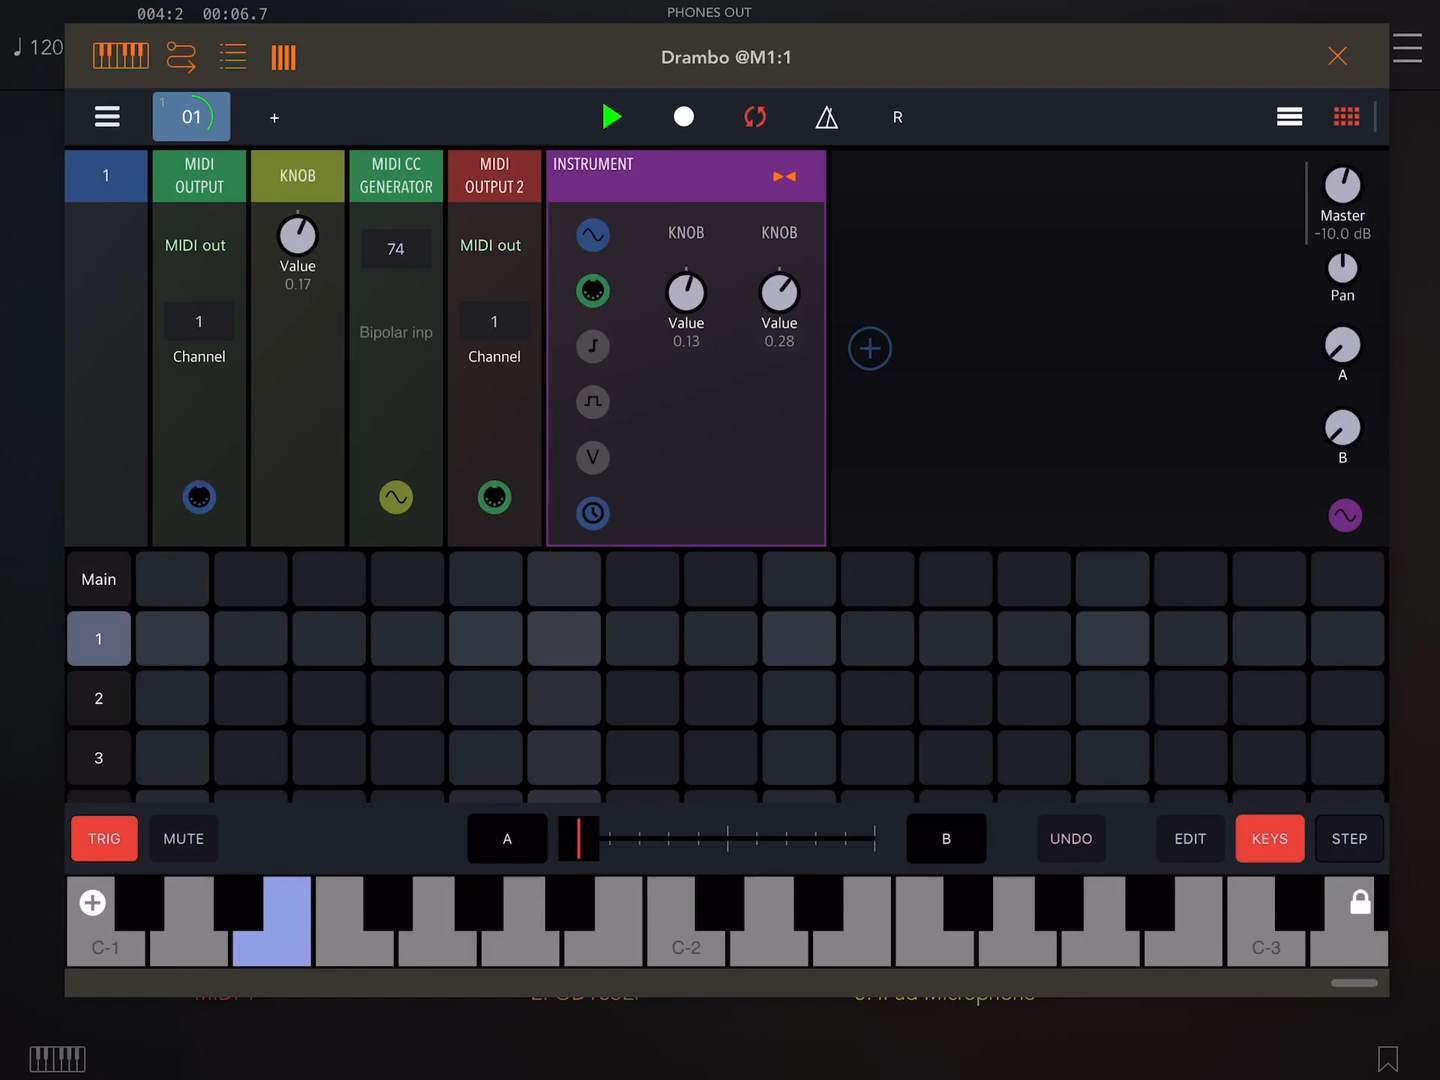 004:2 00:06.7
PHONES OUT
120
Drambo @M1:1
1
01
+
R
1
MIDI
OUTPUT
KNOB
MIDI CC
GENERATOR
MIDI
OUTPUT 2
INSTRUMENT
MIDI out
1
Channel
Value
0.17
74
Bipolar inp
MIDI out
1
Channel
KNOB
KNOB
Value
0.13
Value
0.28
V
Master
-10.0 dB
Pan
A
B
Main
1
2
3
TRIG
MUTE
A
B
UNDO
EDIT
KEYS
STEP
C-1
C-2
C-3
iPad Microphone